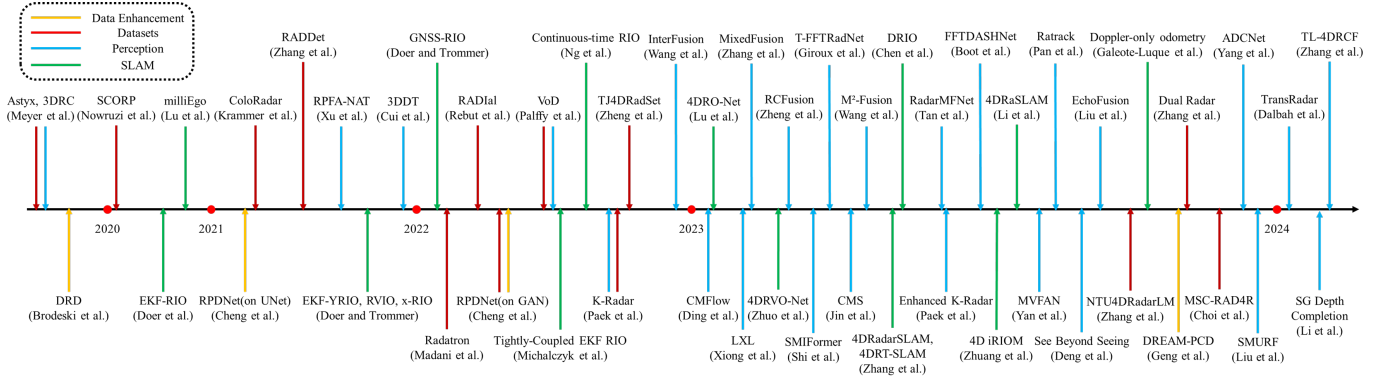 Data Enhancement
Datasets
Perception
SLAM
RADDet
(Zhang et al.)
GNSS-RIO
(Doer and Trommer)
Continuous-time RIO
(Ng et al.)
InterFusion
(Wang et al.)
MixedFusion
(Zhang et al.)
T-FFTRadNet
(Giroux et al.)
DRIO
(Chen et al.)
FFTDASHNet
(Boot et al.)
Ratrack
(Pan et al.)
Doppler-only odometry
(Galeote-Luque et al.)
ADCNet
(Yang et al.)
TL-4DRCF
(Zhang et al.)
Astyx, 3DRC
(Meyer et al.)
SCORP
(Nowruzi et al.)
milliEgo
(Lu et al.)
ColoRadar
(Krammer et al.)
RPFA-NAT
(Xu et al.)
3DDT
(Cui et al.)
RADIal
(Rebut et al.)
VoD
(Palffy et al.)
TJ4DRadSet
(Zheng et al.)
4DRO-Net
(Lu et al.)
RCFusion
(Zheng et al.)
M²-Fusion
(Wang et al.)
RadarMFNet
(Tan et al.)
4DRaSLAM
(Li et al.)
EchoFusion
(Liu et al.)
Dual Radar
(Zhang et al.)
TransRadar
(Dalbah et al.)
2020
2021
2022
2023
2024
DRD
(Brodeski et al.)
EKF-RIO
(Doer et al.)
RPDNet(on UNet)
(Cheng et al.)
EKF-YRIO, RVIO, x-RIO
(Doer and Trommer)
RPDNet(on GAN)
(Cheng et al.)
K-Radar
(Paek et al.)
CMFlow
(Ding et al.)
4DRVO-Net
(Zhuo et al.)
CMS
(Jin et al.)
Enhanced K-Radar
(Paek et al.)
MVFAN
(Yan et al.)
NTU4DRadarLM
(Zhang et al.)
MSC-RAD4R
(Choi et al.)
SG Depth
Completion
(Li et al.)
Radatron
(Madani et al.)
Tightly-Coupled EKF RIO
(Michalczyk et al.)
LXL
(Xiong et al.)
SMIFormer
(Shi et al.)
4DRadarSLAM,
4DRT-SLAM
(Zhang et al.)
4D iRIOM
(Zhuang et al.)
See Beyond Seeing
(Deng et al.)
DREAM-PCD
(Geng et al.)
SMURF
(Liu et al.)